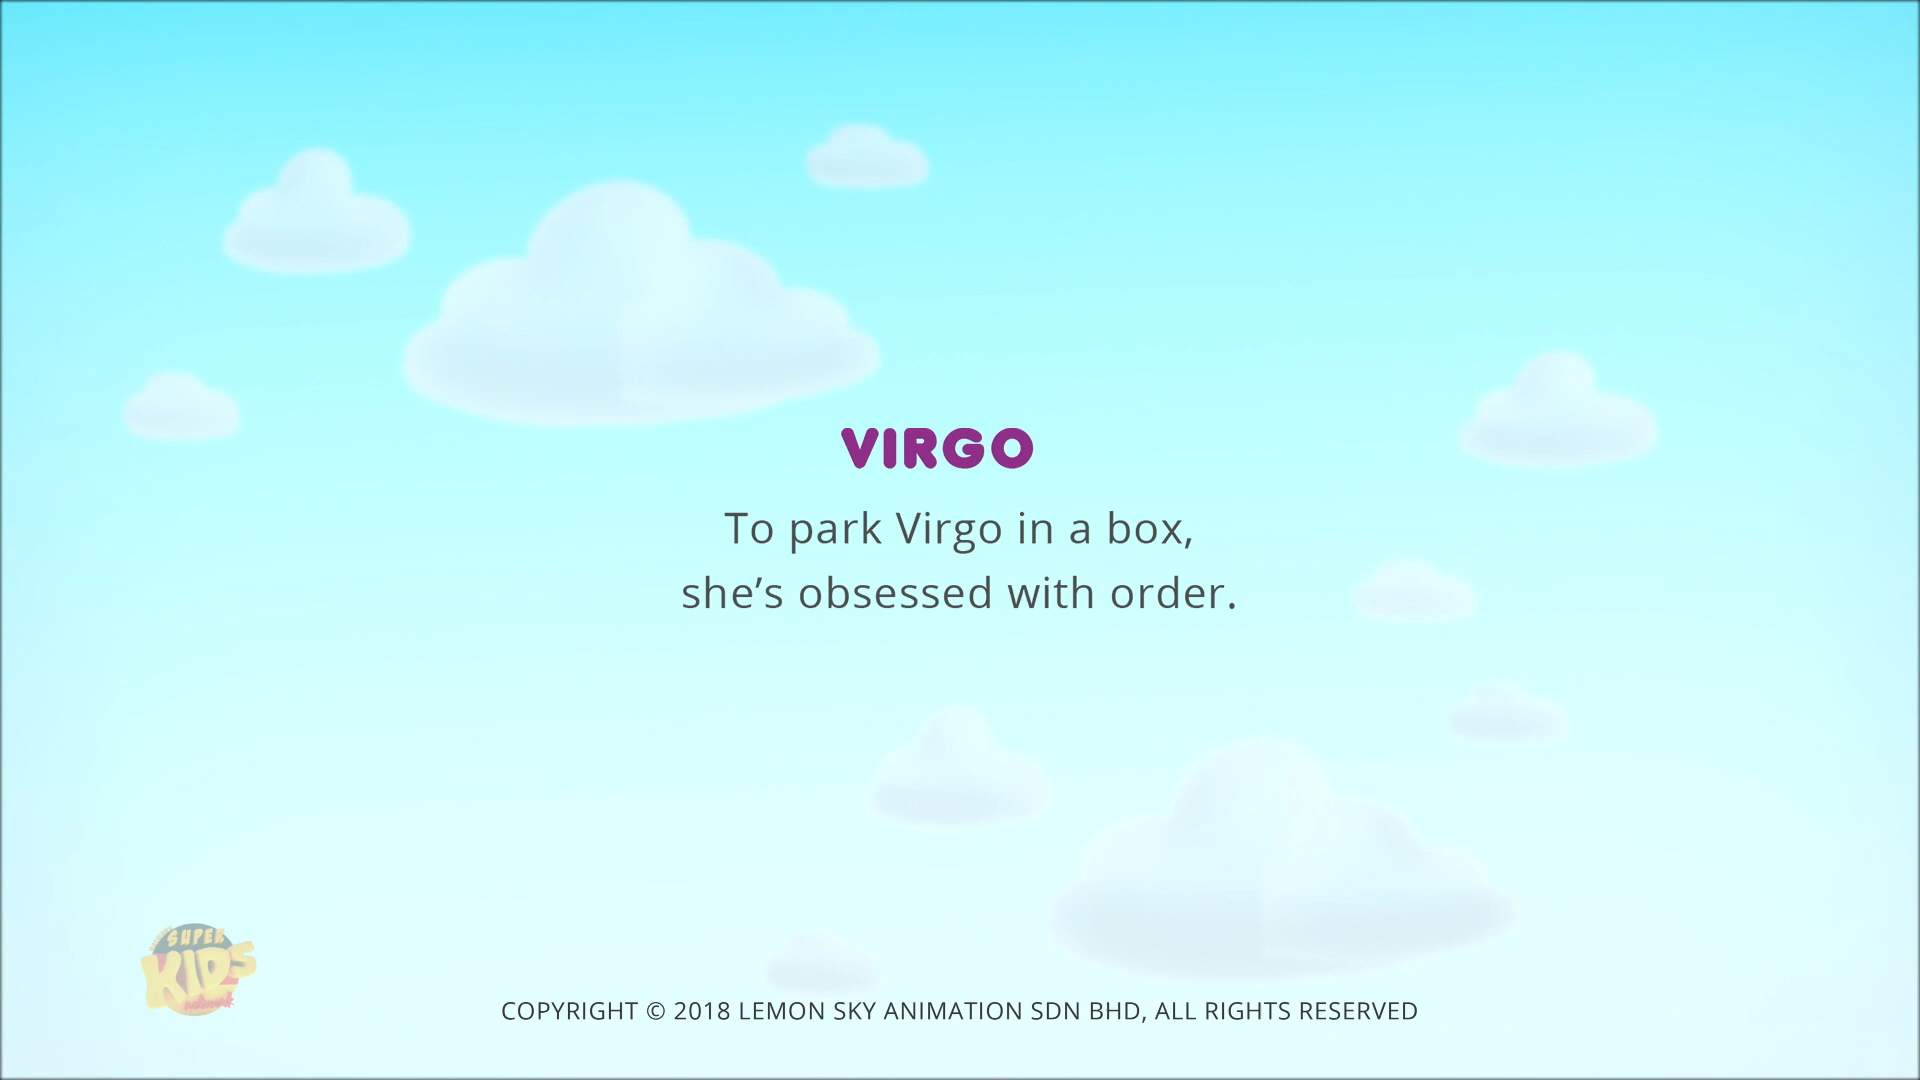 VIRGO
To park Virgo in a box,
she’s obsessed with order.
SUPER
KIDS
COPYRIGHT © 2018 LEMON SKY ANIMATION SDN BHD, ALL RIGHTS RESERVED